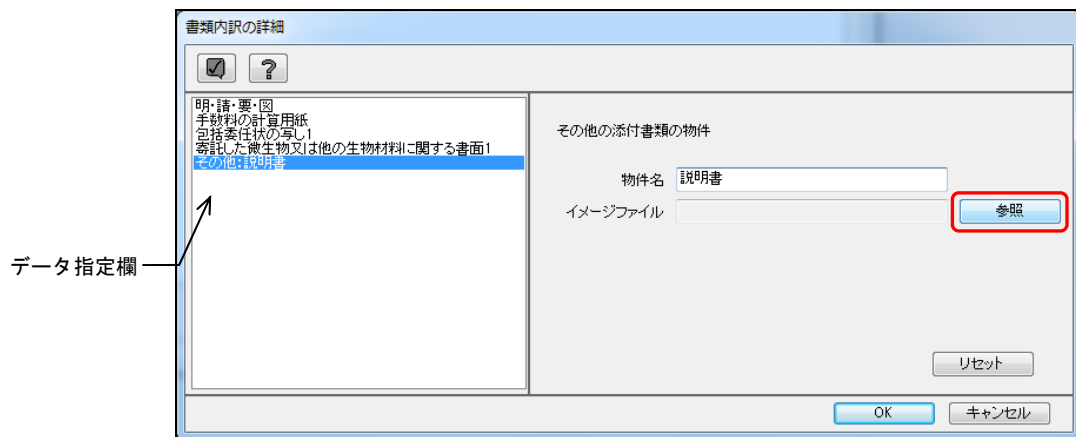 書類内訳の詳細
明・請・要・図
手数料の計算用紙
包括委任状の写し1
寄託した微生物又は他の生物材料に関する書面1
その他:説明書
その他の添付書類の物件
物件名 説明書
イメージファイル 参照
データ指定欄
リセット
OK キャンセル